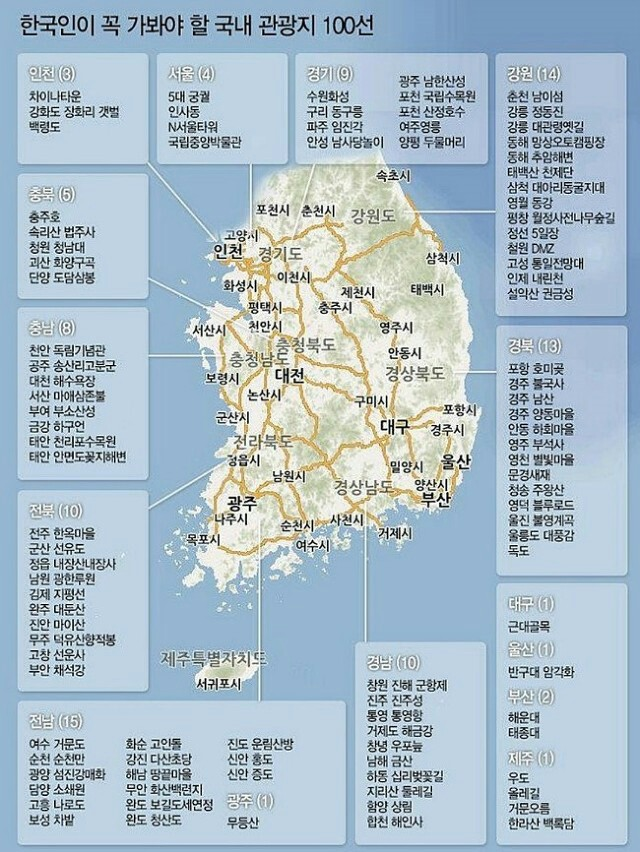 한국인이 꼭 가봐야 할 국내 관광지 100선
인천 (3)
차이나타운
강화도 장화리 갯벌
백령도
서울 (4)
5대 궁궐
인사동
N서울타워
국립중앙박물관
경기 (9)
수원화성
구리 동구릉
파주 임진각
안성 남사당놀이
광주 남한산성
포천 국립수목원
포천 산정호수
여주영릉
양평 두물머리
강원 (14)
춘천 남이섬
강릉 정동진
강릉 대관령옛길
동해 망상오토캠핑장
동해 추암해변
태백산 천제단
삼척 대이리동굴지대
영월 동강
평창 월정사전나무숲길
정선 5일장
철원 DMZ
고성 통일전망대
인제 내린천
설악산 권금성
충북 (5)
충주호
속리산 법주사
청원 청남대
괴산 화양구곡
단양 도담삼봉
충남 (8)
천안 독립기념관
공주 송산리고분군
대천 해수욕장
서산 마애삼존불
부여 부소산성
금강 하구언
태안 천리포수목원
태안 안면도꽃지해변
전북 (10)
전주 한옥마을
군산 선유도
정읍 내장산내장사
남원 광한루원
김제 지평선
완주 대둔산
진안 마이산
무주 덕유산향적봉
고창 선운사
부안 채석강
경북 (13)
포항 호미곶
경주 불국사
경주 남산
경주 양동마을
안동 하회마을
영주 부석사
영천 별빛마을
문경새재
청송 주왕산
영덕 블루로드
울진 불영계곡
울릉도 대풍감
독도
대구 (1)
근대골목
울산 (1)
반구대 암각화
부산 (2)
해운대
태종대
제주 (1)
우도
올레길
거문오름
한라산 백록담
경남 (10)
창원 진해 군항제
진주 진주성
통영 통영항
거제도 해금강
창녕 우포늪
남해 금산
하동 십리벚꽃길
지리산 둘레길
함양 상림
합천 해인사
전남 (15)
여수 거문도
순천 순천만
광양 섬진강매화
담양 소쇄원
고흥 나로도
보성 차밭
화순 고인돌
강진 다산초당
해남 땅끝마을
무안 회산백련지
완도 보길도세연정
완도 청산도
진도 운림산방
신안 홍도
신안 증도
광주 (1)
무등산
속초시
포천시
춘천시
강원도
고양시
인천
경기도
삼척시
화성시
이천시
제천시
태백시
평택시
충주시
서산시
천안시
영주시
충청북도
안동시
충청남도
보령시
대전
경상북도
논산시
구미시
군산시
포항시
대구
경주시
전라북도
정읍시
밀양시
울산
남원시
경상남도
양산시
광주
부산
나주시
순천시
사천시
거제시
목포시
여수시
제주특별자치도
서귀포시